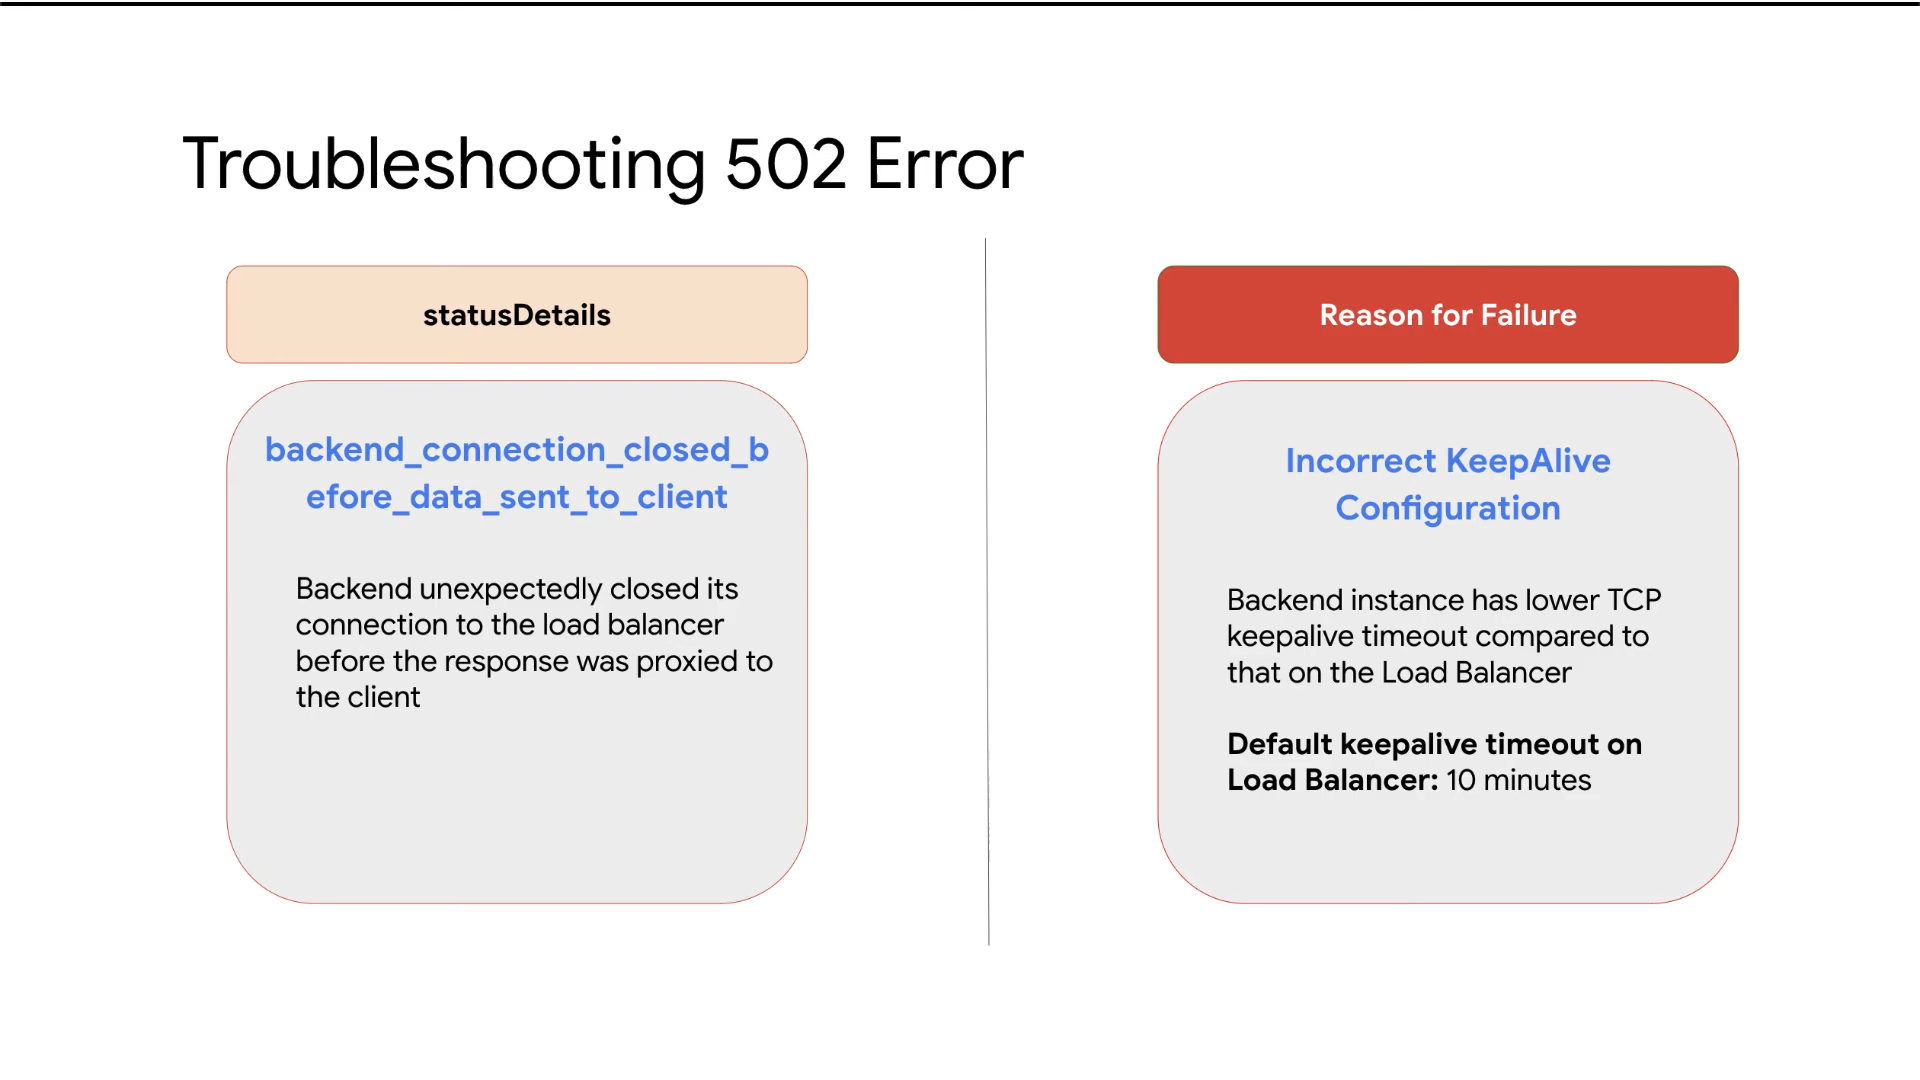 Troubleshooting 502 Error
statusDetails
backend_connection_closed_b
efore_data_sent_to_client
Backend unexpectedly closed its
connection to the load balancer
before the response was proxied to
the client
Reason for Failure
Incorrect KeepAlive
Configuration
Backend instance has lower TCP
keepalive timeout compared to
that on the Load Balancer
Default keepalive timeout on
Load Balancer: 10 minutes